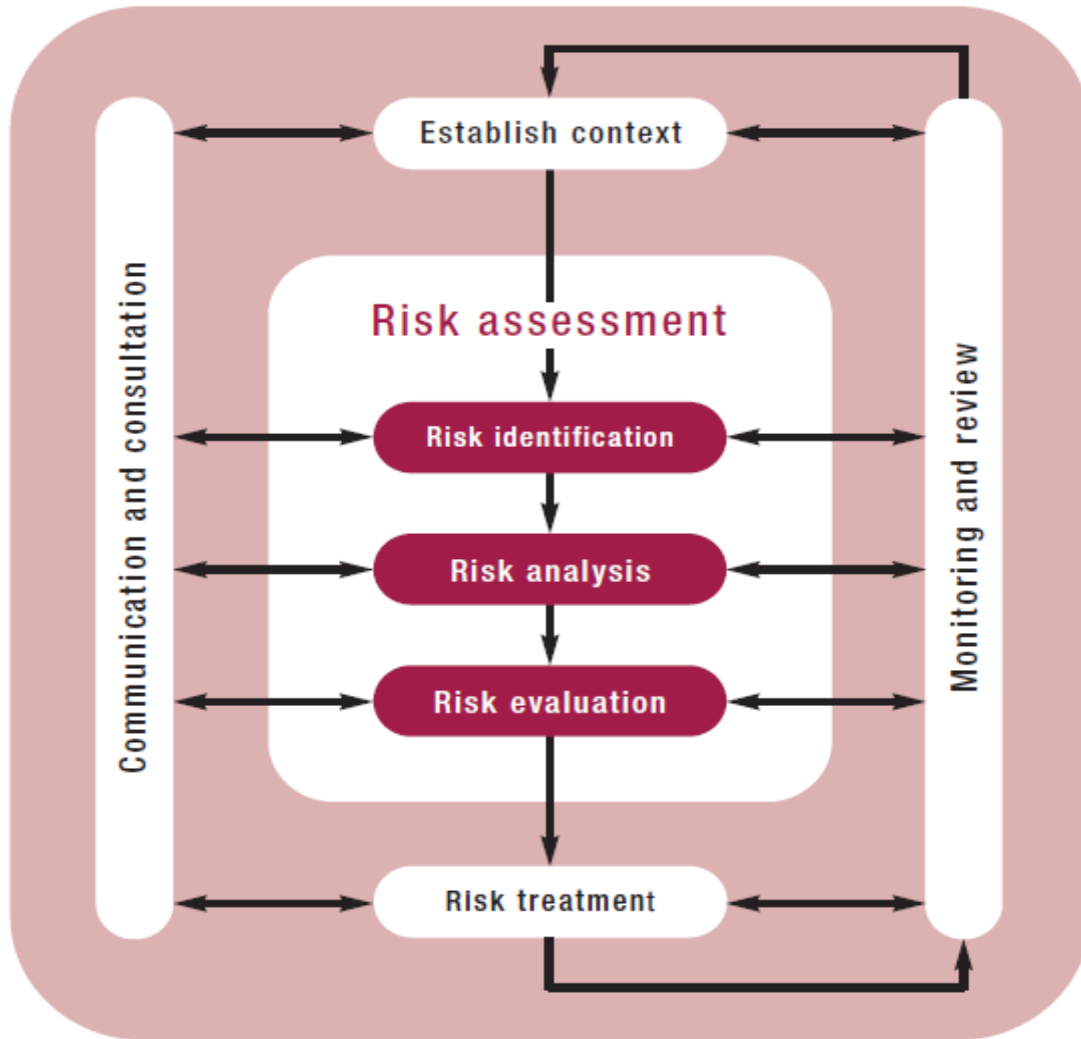 Establish context
Communication and consultation
Risk assessment
Risk identification
Risk analysis
Risk evaluation
Monitoring and review
Risk treatment